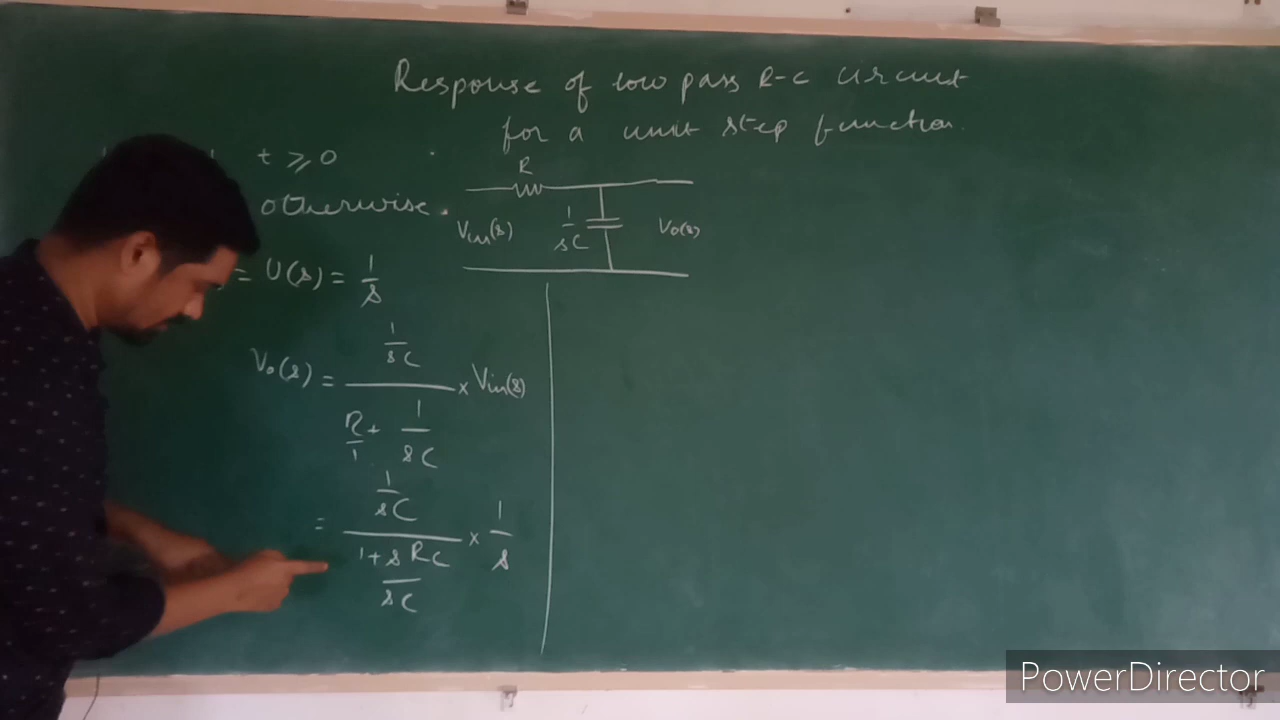 Response of low pass R-C circuit
for a unit step function.
t ⩾ 0
otherwise.
R
Vin(s)
1/sC
Vo(s)
= U(s) = 1/s
Vo(s) = (1/sC)/(R/1 + 1/sC) × Vin(s)
= (1/sC)/((1+sRC)/sC) × 1/s
PowerDirector